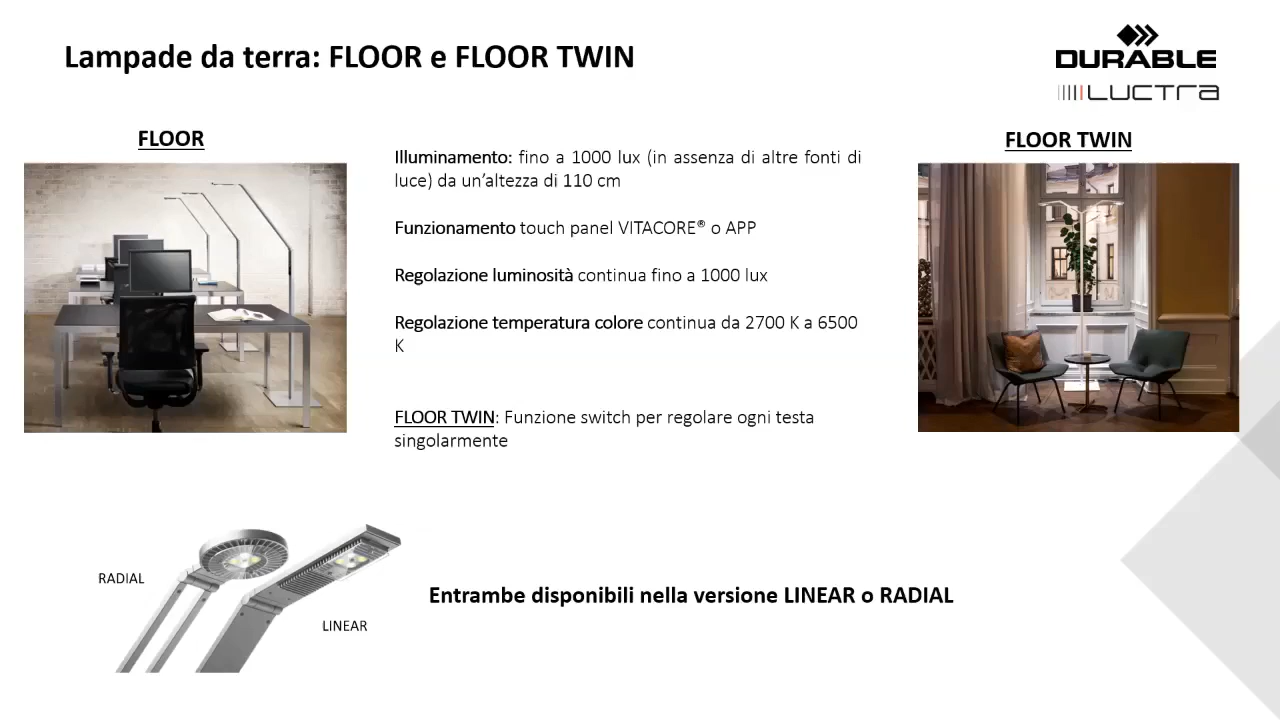 Lampade da terra: FLOOR e FLOOR TWIN
DURABLE
LUCTRA
FLOOR
Illuminamento: fino a 1000 lux (in assenza di altre fonti di
luce) da un’altezza di 110 cm
Funzionamento touch panel VITACORE® o APP
Regolazione luminosità continua fino a 1000 lux
Regolazione temperatura colore continua da 2700 K a 6500
K
FLOOR TWIN: Funzione switch per regolare ogni testa
singolarmente
FLOOR TWIN
RADIAL
LINEAR
Entrambe disponibili nella versione LINEAR o RADIAL